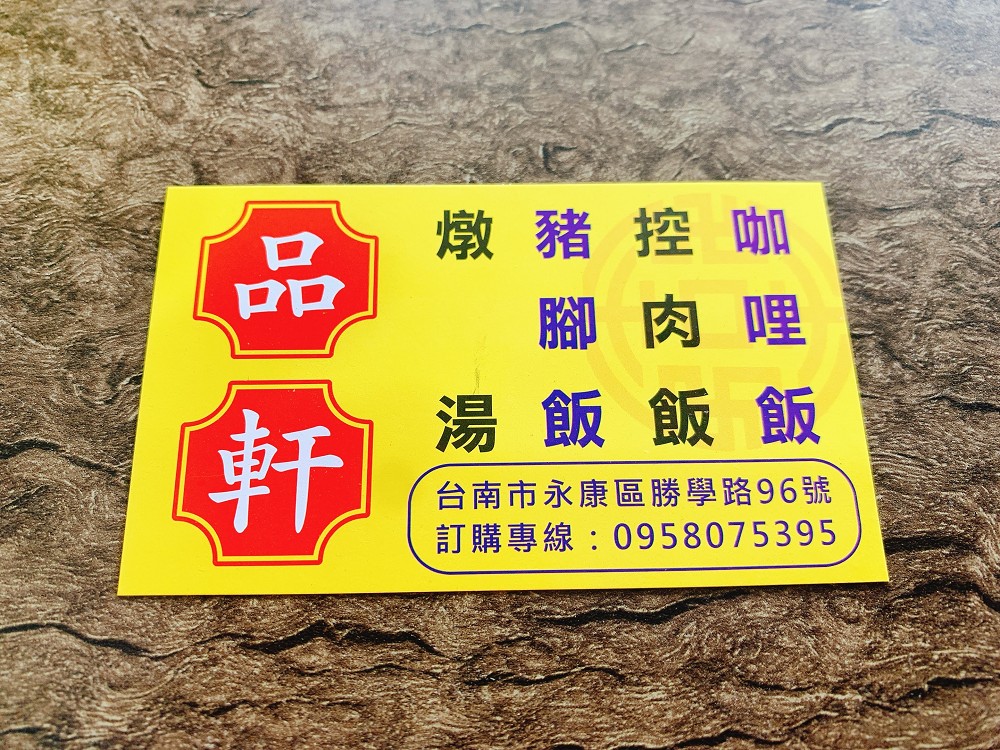 品軒
咖哩飯
控肉飯
豬腳飯
燉湯
台南市永康區勝學路96號
訂購專線：0958075395